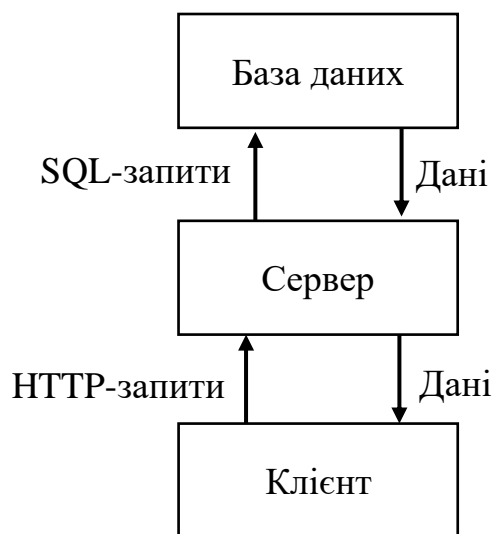 База даних
SQL-запити
Дані
Сервер
HTTP-запити
Дані
Клієнт